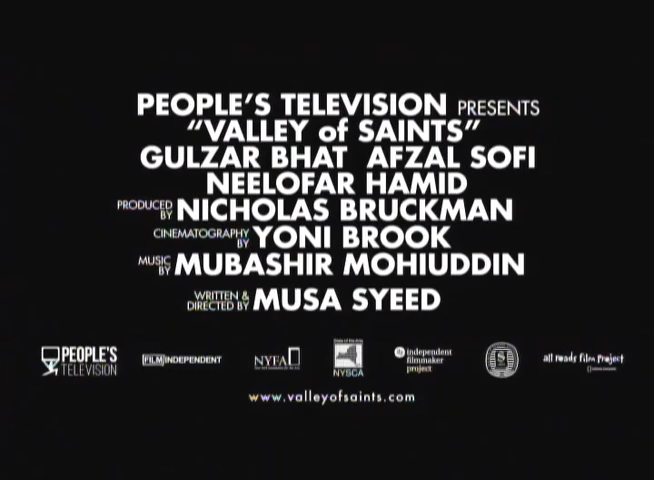 PEOPLE'S TELEVISION PRESENTS
"VALLEY of SAINTS"
GULZAR BHAT AFZAL SOFI
NEELOFAR HAMID
PRODUCED BY NICHOLAS BRUCKMAN
CINEMATOGRAPHY BY YONI BROOK
MUSIC BY MUBASHIR MOHIUDDIN
WRITTEN & DIRECTED BY MUSA SYEED
PEOPLE'S TELEVISION
FILM INDEPENDENT
NYFA
NYSCA
independent filmmaker project
all roads film project
www.valleyofsaints.com